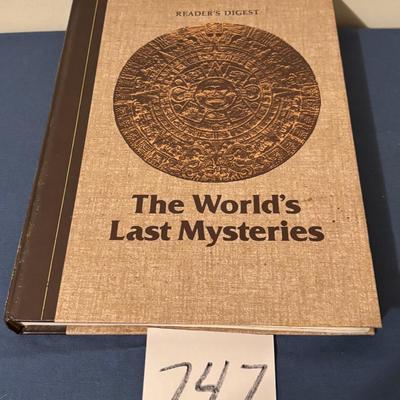 READER'S DIGEST
The World's
Last Mysteries
747